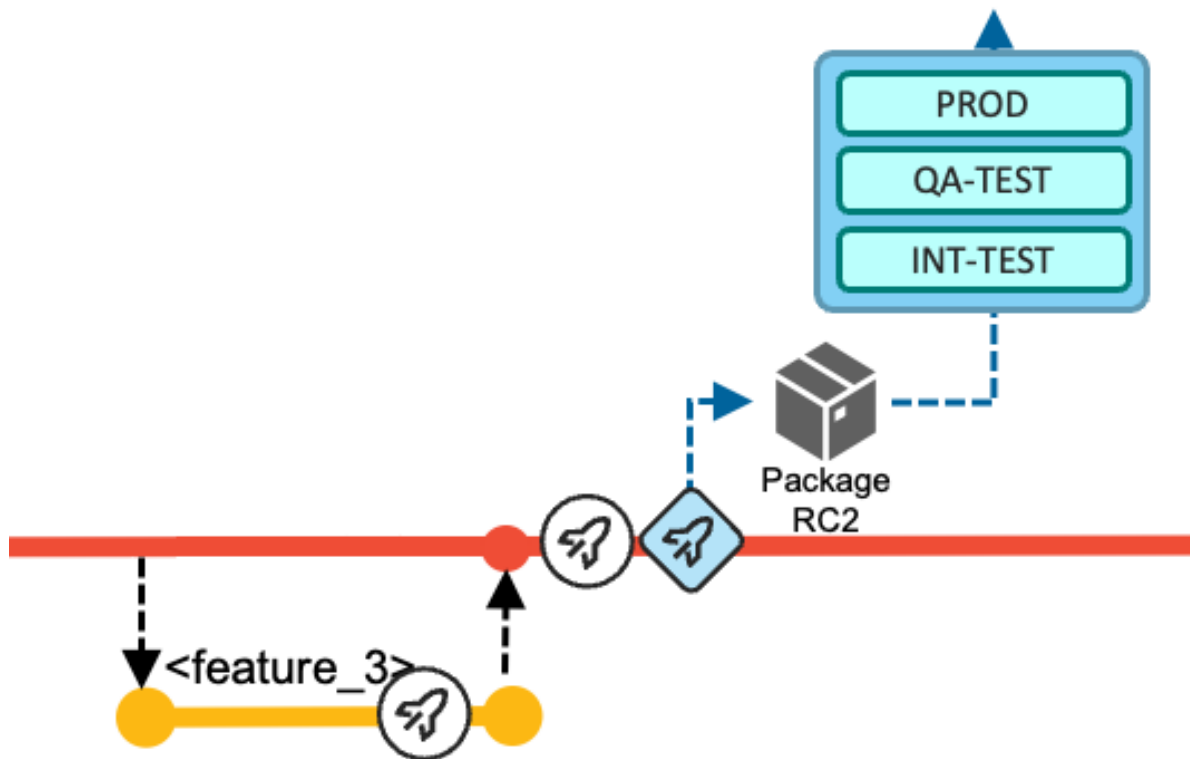 PROD
QA-TEST
INT-TEST
Package
RC2
<feature_3>